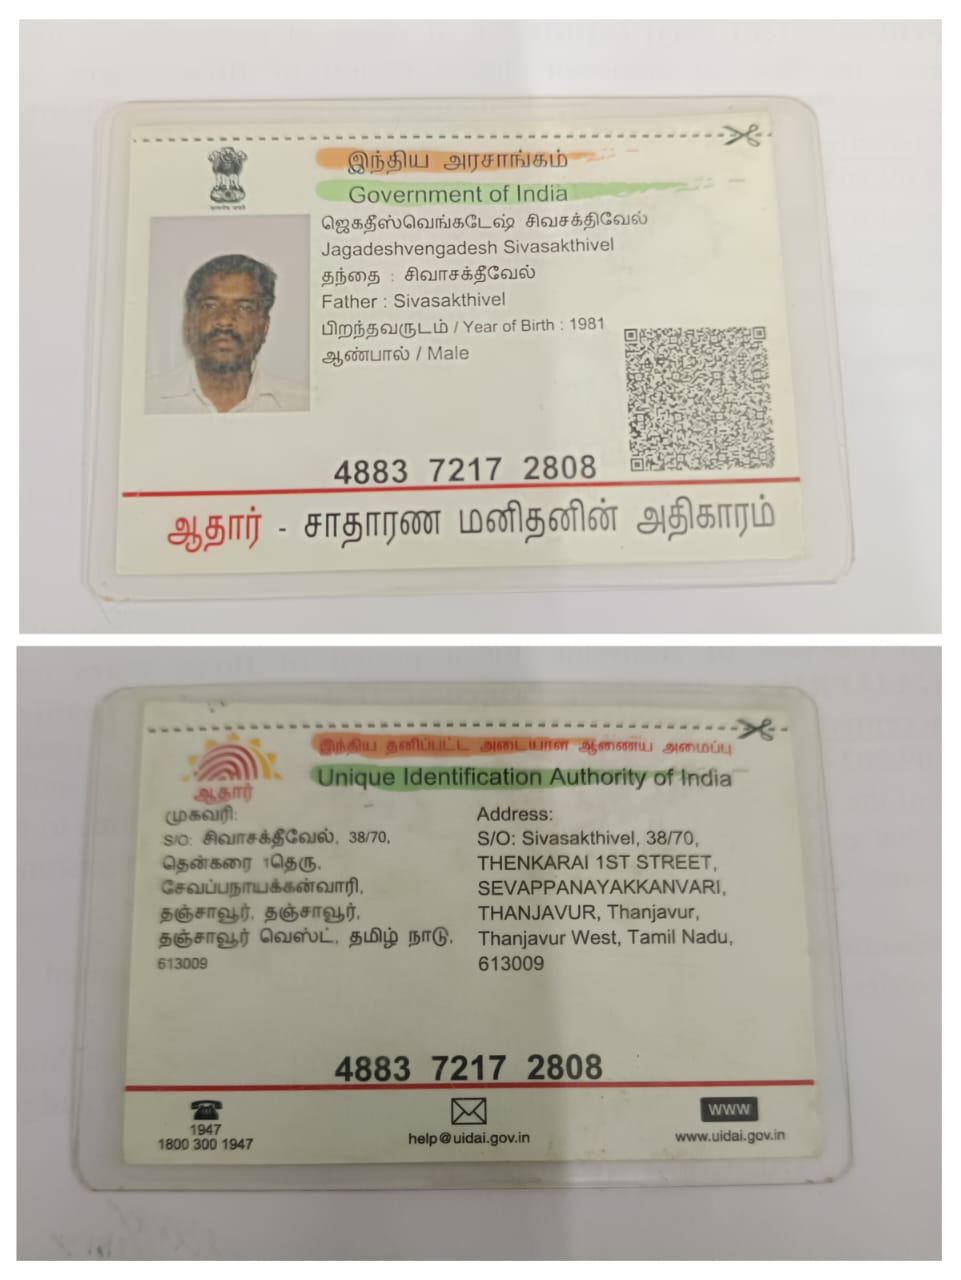 இந்திய அரசாங்கம்
Government of India
ஜெகதீஸ்வெங்கடேஷ் சிவசக்திவேல்
Jagadeshvengadesh Sivasakthivel
தந்தை : சிவாசக்தீவேல்
Father : Sivasakthivel
பிறந்தவருடம் / Year of Birth : 1981
ஆண்பால் / Male
4883 7217 2808
ஆதார் - சாதாரண மனிதனின் அதிகாரம்
இந்திய தனிப்பட்ட அடையாள ஆணைய அமைப்பு
Unique Identification Authority of India
ஆதார்
முகவரி:
S/O: சிவாசக்தீவேல், 38/70,
தென்கரை 1தெரு,
சேவப்பநாயக்கன்வாரி,
தஞ்சாவூர், தஞ்சாவூர்,
தஞ்சாவூர் வெஸ்ட், தமிழ் நாடு,
613009
Address:
S/O: Sivasakthivel, 38/70,
THENKARAI 1ST STREET,
SEVAPPANAYAKKANVARI,
THANJAVUR, Thanjavur,
Thanjavur West, Tamil Nadu,
613009
4883 7217 2808
1947
1800 300 1947
help@uidai.gov.in
WWW
www.uidai.gov.in